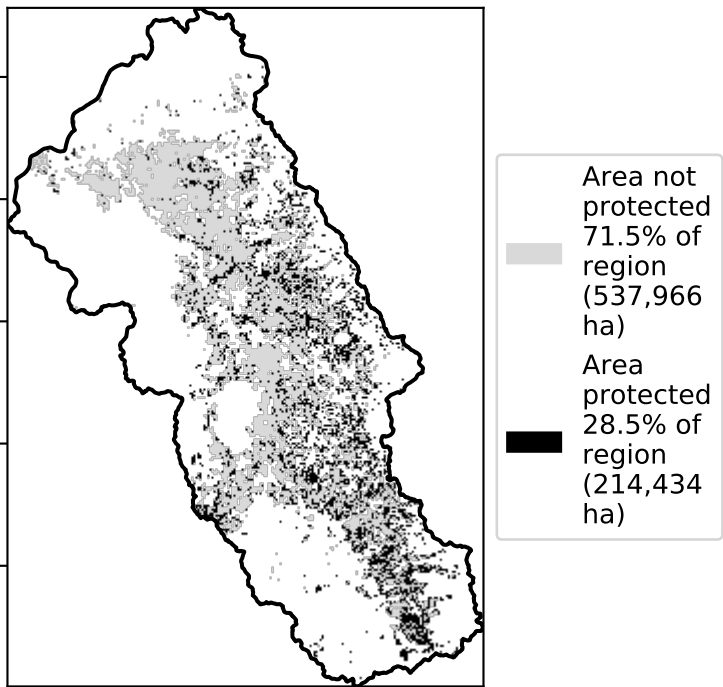 Area not
protected
71.5% of
region
(537,966
ha)
Area
protected
28.5% of
region
(214,434
ha)